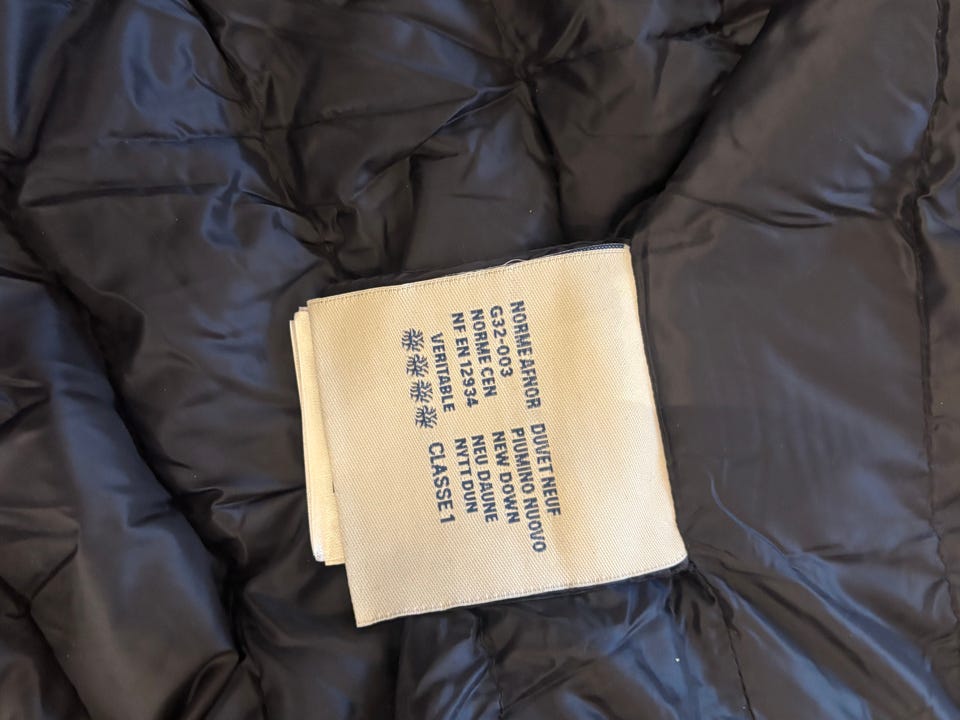 NORME AFNOR DUVET NEUF
G32-003 PIUMINO NUOVO
NORME CEN NEW DOWN
NF EN 12934 NEU DAUNE
VERITABLE NYTT DUN
CLASSE 1